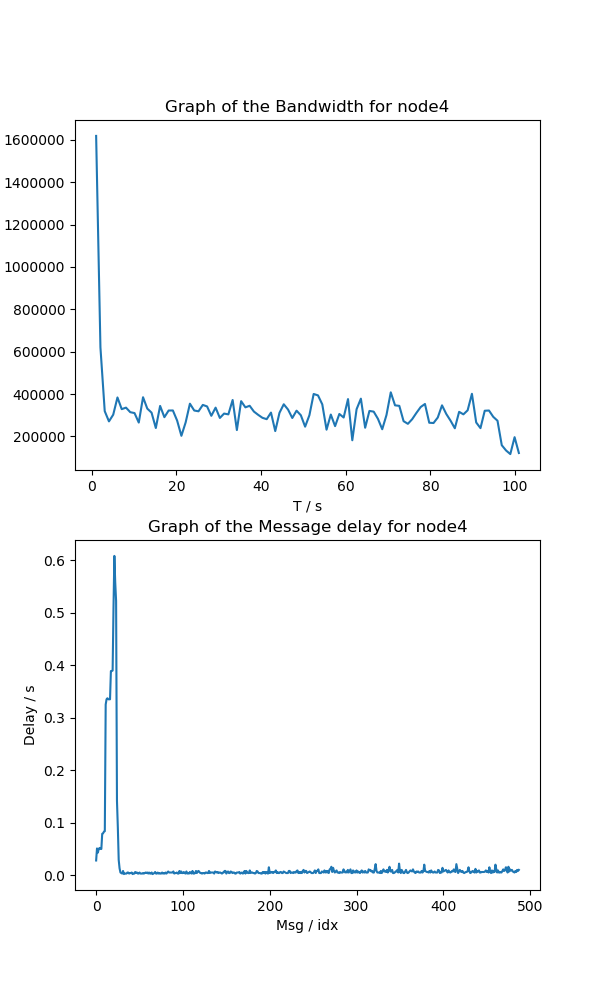 Graph of the Bandwidth for node4
1600000
1400000
1200000
1000000
800000
600000
400000
200000
0 20 40 60 80 100
T / s
Graph of the Message delay for node4
0.6
0.5
0.4
0.3
0.2
0.1
0.0
Delay / s
0 100 200 300 400 500
Msg / idx